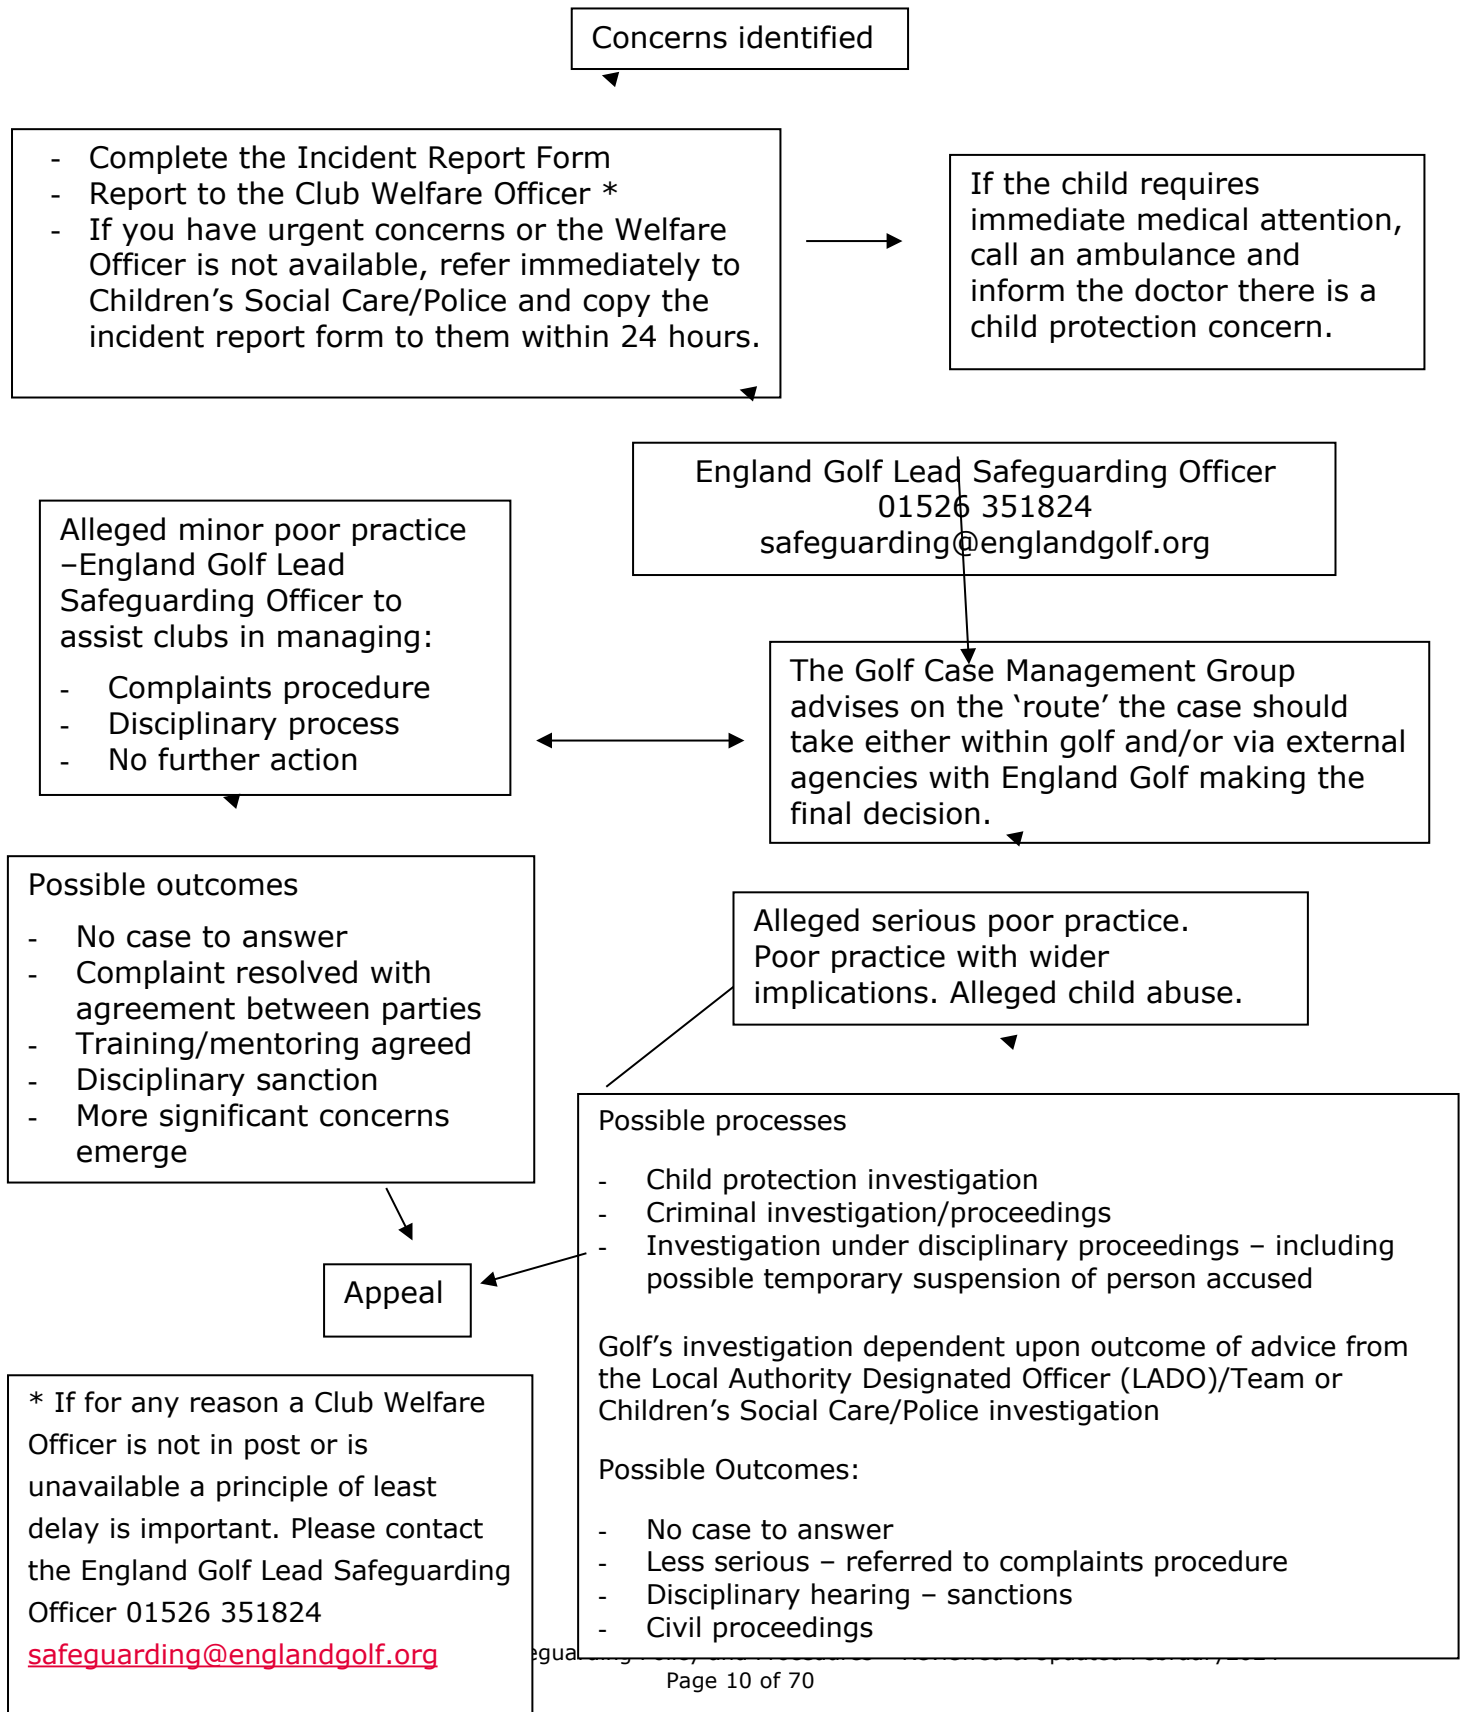 Concerns identified
- Complete the Incident Report Form
- Report to the Club Welfare Officer *
- If you have urgent concerns or the Welfare
Officer is not available, refer immediately to
Children’s Social Care/Police and copy the
incident report form to them within 24 hours.
If the child requires
immediate medical attention,
call an ambulance and
inform the doctor there is a
child protection concern.
England Golf Lead Safeguarding Officer
01526 351824
safeguarding@englandgolf.org
Alleged minor poor practice
–England Golf Lead
Safeguarding Officer to
assist clubs in managing:
- Complaints procedure
- Disciplinary process
- No further action
The Golf Case Management Group
advises on the ‘route’ the case should
take either within golf and/or via external
agencies with England Golf making the
final decision.
Possible outcomes
- No case to answer
- Complaint resolved with
agreement between parties
- Training/mentoring agreed
- Disciplinary sanction
- More significant concerns
emerge
Alleged serious poor practice.
Poor practice with wider
implications. Alleged child abuse.
Possible processes
- Child protection investigation
- Criminal investigation/proceedings
- Investigation under disciplinary proceedings – including
possible temporary suspension of person accused
Golf’s investigation dependent upon outcome of advice from
the Local Authority Designated Officer (LADO)/Team or
Children’s Social Care/Police investigation
Possible Outcomes:
- No case to answer
- Less serious – referred to complaints procedure
- Disciplinary hearing – sanctions
- Civil proceedings
Appeal
* If for any reason a Club Welfare
Officer is not in post or is
unavailable a principle of least
delay is important. Please contact
the England Golf Lead Safeguarding
Officer 01526 351824
safeguarding@englandgolf.org
Page 10 of 70